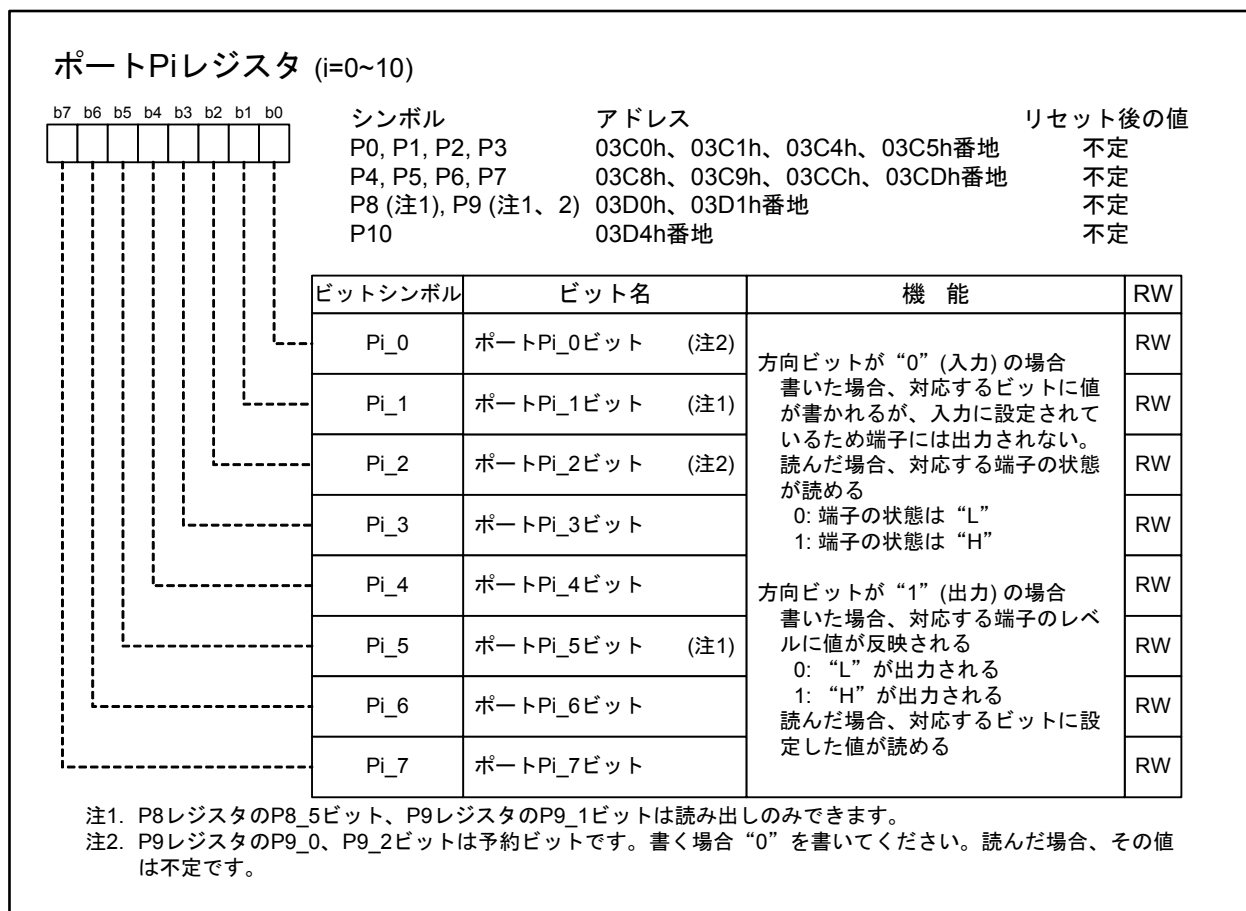 ポートPiレジスタ (i=0~10)
b7 b6 b5 b4 b3 b2 b1 b0
シンボル アドレス リセット後の値
P0, P1, P2, P3 03C0h、03C1h、03C4h、03C5h番地 不定
P4, P5, P6, P7 03C8h、03C9h、03CCh、03CDh番地 不定
P8 (注1), P9 (注1、2) 03D0h、03D1h番地 不定
P10 03D4h番地 不定
ビットシンボル ビット名 機 能 RW
Pi_0 ポートPi_0ビット (注2) RW
Pi_1 ポートPi_1ビット (注1) RW
Pi_2 ポートPi_2ビット (注2) RW
Pi_3 ポートPi_3ビット RW
Pi_4 ポートPi_4ビット RW
Pi_5 ポートPi_5ビット (注1) RW
Pi_6 ポートPi_6ビット RW
Pi_7 ポートPi_7ビット RW
方向ビットが“0”(入力) の場合
書いた場合、対応するビットに値
が書かれるが、入力に設定されて
いるため端子には出力されない。
読んだ場合、対応する端子の状態
が読める
0: 端子の状態は“L”
1: 端子の状態は“H”
方向ビットが“1”(出力) の場合
書いた場合、対応する端子のレベ
ルに値が反映される
0: “L”が出力される
1: “H”が出力される
読んだ場合、対応するビットに設
定した値が読める
注1. P8レジスタのP8_5ビット、P9レジスタのP9_1ビットは読み出しのみできます。
注2. P9レジスタのP9_0、P9_2ビットは予約ビットです。書く場合“0”を書いてください。読んだ場合、その値
は不定です。